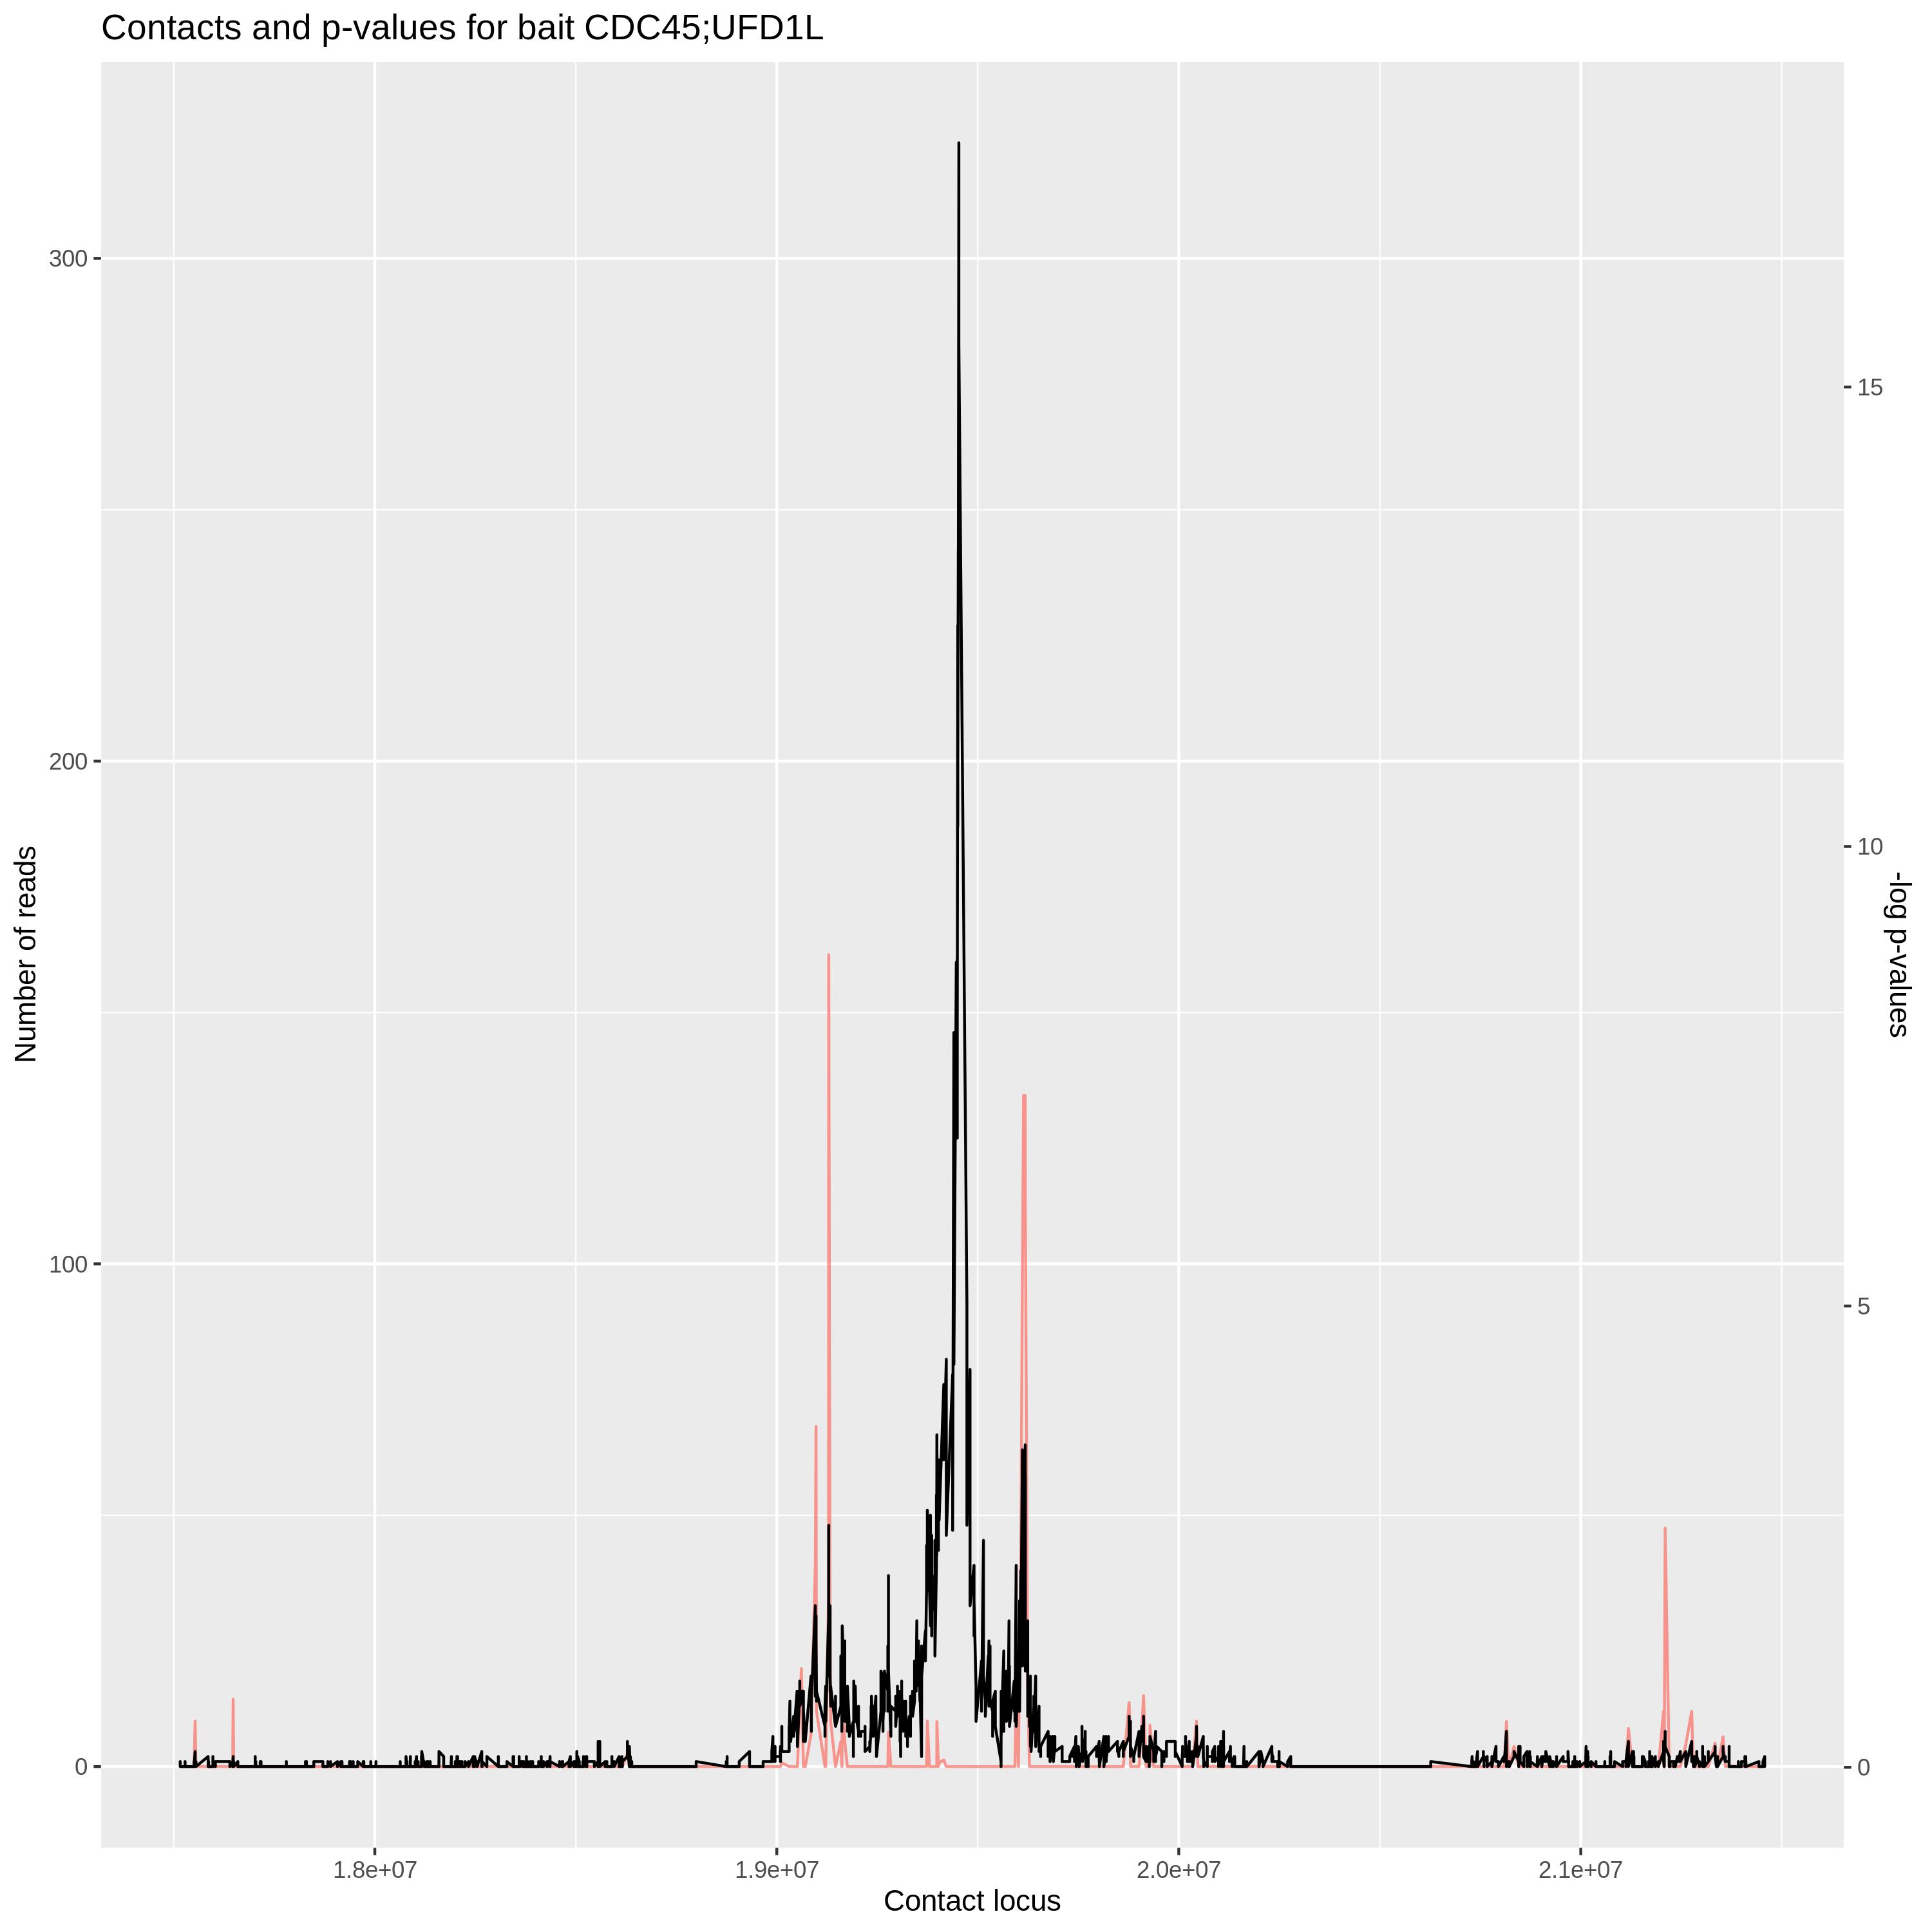 Contacts and p-values for bait CDC45;UFD1L
300
200
100
0
Number of reads
15
10
5
0
-log p-values
1.8e+07
1.9e+07
2.0e+07
2.1e+07
Contact locus